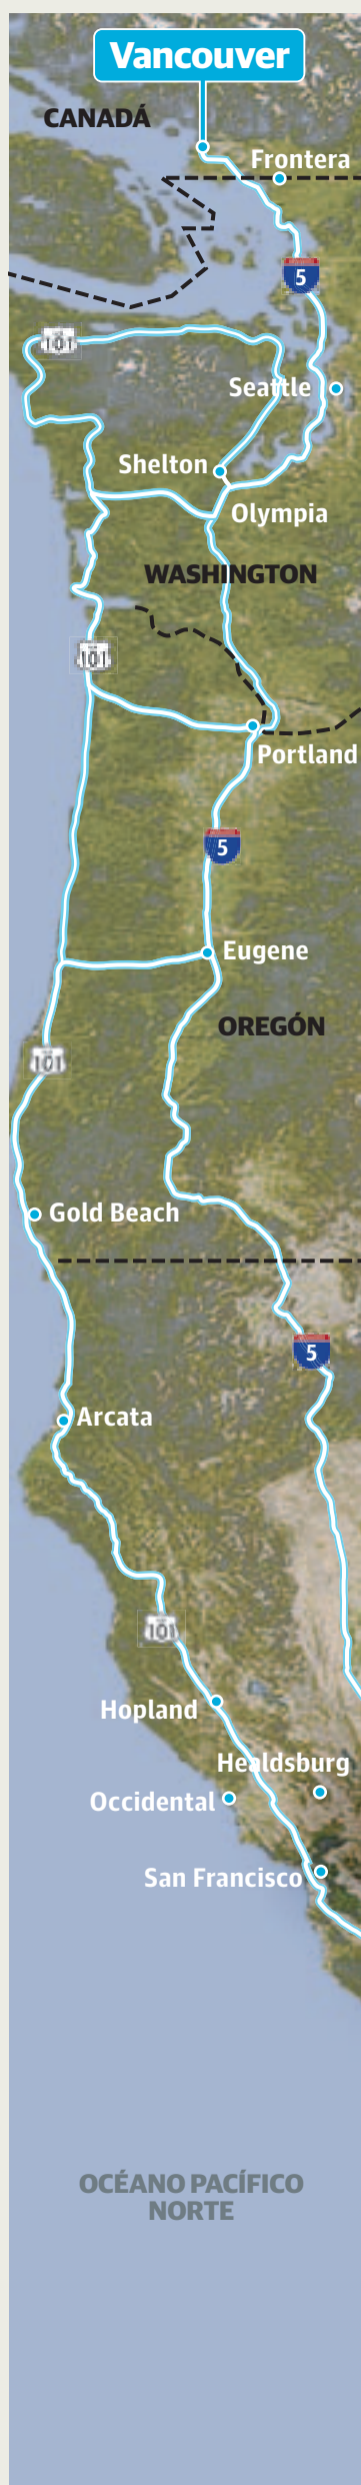 Vancouver
CANADÁ
Frontera
5
101
Seattle
Shelton
Olympia
WASHINGTON
101
Portland
5
Eugene
OREGÓN
101
Gold Beach
5
Arcata
101
Hopland
Healdsburg
Occidental
San Francisco
OCÉANO PACÍFICO
NORTE